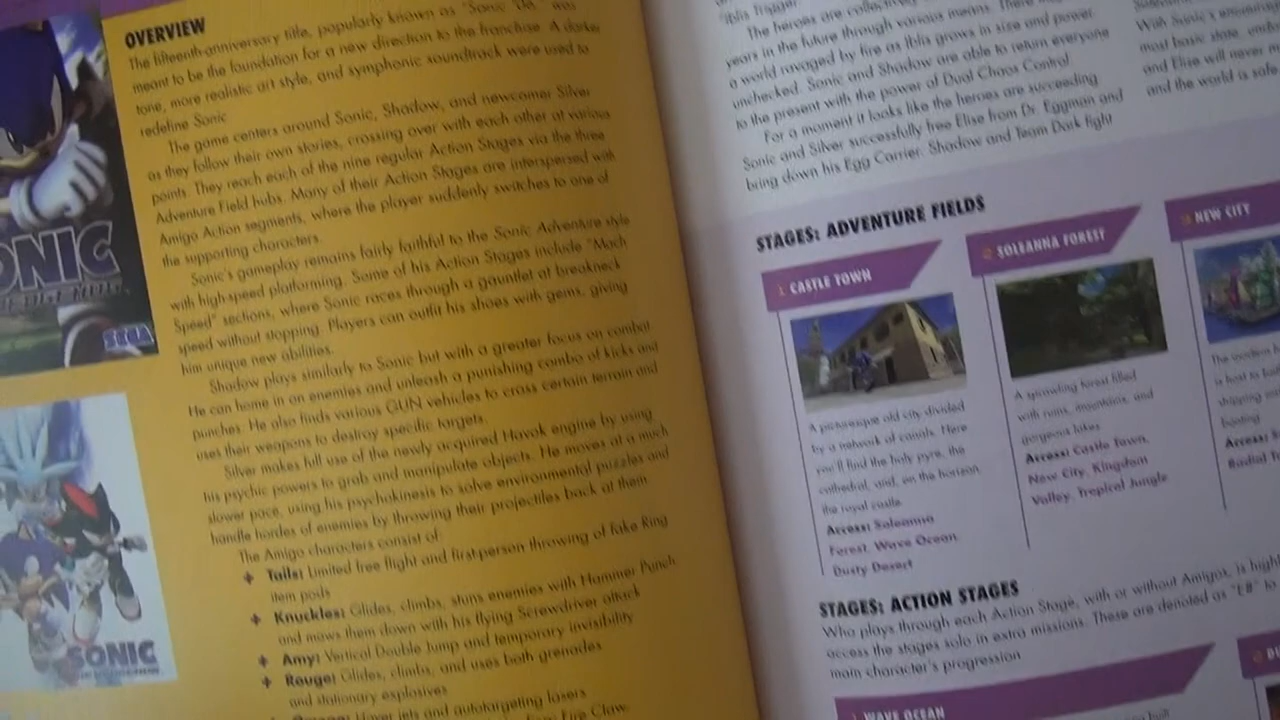 OVERVIEW
The fifteenth-anniversary title, popularly known as "Sonic '06," was
meant to be the foundation for a new direction to the franchise. A darker
tone, more realistic art style, and symphonic soundtrack were used to
redefine Sonic
The game centers around Sonic, Shadow, and newcomer Silver
as they follow their own stories, crossing over with each other at various
points. They reach each of the nine regular Action Stages via the three
Adventure Field hubs. Many of their Action Stages are interspersed with
Amigo Action segments, where the player suddenly switches to one of
the supporting characters.
Sonic's gameplay remains fairly faithful to the Sonic Adventure style
with high-speed platforming. Some of his Action Stages include "Mach
Speed" sections, where Sonic races through a gauntlet at breakneck
speed without stopping. Players can outfit his shoes with gems, giving
him unique new abilities.
Shadow plays similarly to Sonic but with a greater focus on combat.
He can home in on enemies and unleash a punishing combo of kicks and
punches. He also finds various GUN vehicles to cross certain terrain and
uses their weapons to destroy specific targets.
Silver makes full use of the newly acquired Havok engine by using
his psychic powers to grab and manipulate objects. He moves at a much
slower pace, using his psychokinesis to solve environmental puzzles and
handle hordes of enemies by throwing their projectiles back at them
The Amigo characters consist of:
Tails: Limited free flight and first-person throwing of fake Ring
item pods
Knuckles: Glides, climbs, stuns enemies with Hammer Punch
and mows them down with his flying Screwdriver attack
Amy: Vertical Double Jump and temporary invisibility
Rouge: Glides, climbs, and uses both grenades
and stationary explosives
Omega: Hover jets and autotargeting lasers
Fire Claw
SONIC
SEGA
SONIC
"Iblis Trigger"
The heroes are
years in the future through various means. There
a world ravaged by fire as Iblis grows in size and power
unchecked. Sonic and Shadow are able to return everyone
to the present with the power of Dual Chaos Control
For a moment it looks like the heroes are succeeding
Sonic and Silver successfully free Elise from Dr. Eggman and
bring down his Egg Carrier. Shadow and Team Dark fight
With Sonic's
most basic state,
and Elise will never
and the world is safe
STAGES: ADVENTURE FIELDS
1 CASTLE TOWN
A picturesque old city divided
by a network of canals. Here
you'll find the holy pyre, the
cathedral, and, on the horizon,
the royal castle.
Access: Soleanna
Forest, Wave Ocean,
Dusty Desert
2 SOLEANNA FOREST
A sprawling forest filled
with ruins, mountains, and
gorgeous lakes
Access: Castle Town,
New City, Kingdom
Valley, Tropical Jungle
3 NEW CITY
The modern
is host to
shipping
Access:
Radial
STAGES: ACTION STAGES
Who plays through each Action Stage, with or without Amigos, is
access the stages solo in extra missions. These are denoted as
main character's progression
1 WAVE OCEAN